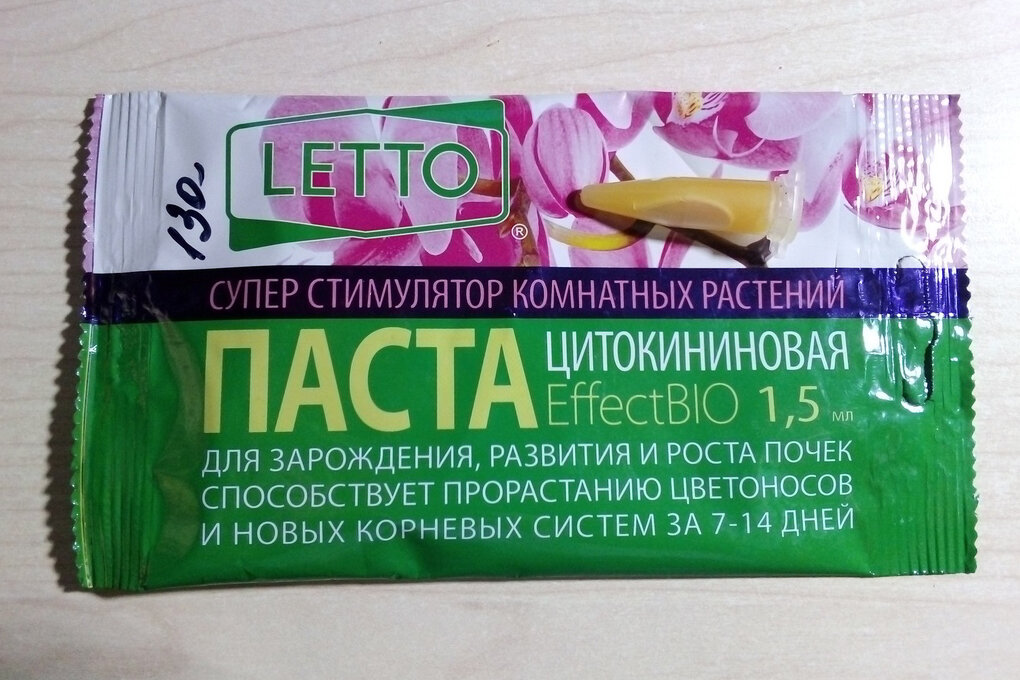 130-
LETTO
®
СУПЕР СТИМУЛЯТОР КОМНАТНЫХ РАСТЕНИЙ
ПАСТА
ЦИТОКИНИНОВАЯ
EffectBIO 1,5 мл
ДЛЯ ЗАРОЖДЕНИЯ, РАЗВИТИЯ И РОСТА ПОЧЕК
СПОСОБСТВУЕТ ПРОРАСТАНИЮ ЦВЕТОНОСОВ
И НОВЫХ КОРНЕВЫХ СИСТЕМ ЗА 7-14 ДНЕЙ